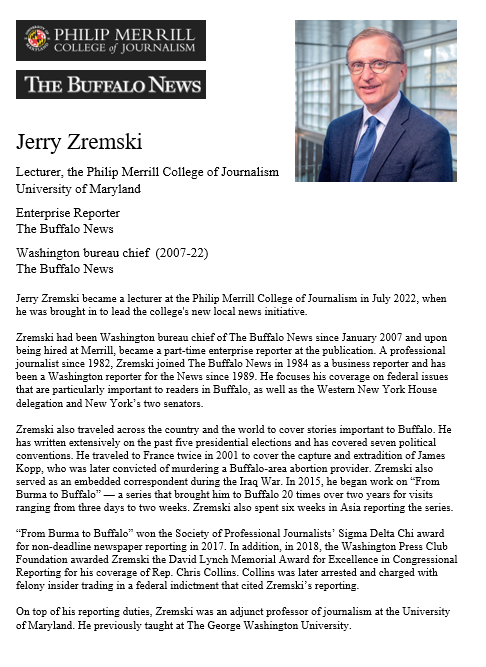 PHILIP MERRILL
COLLEGE of JOURNALISM
THE BUFFALO NEWS
Jerry Zremski
Lecturer, the Philip Merrill College of Journalism
University of Maryland
Enterprise Reporter
The Buffalo News
Washington bureau chief  (2007-22)
The Buffalo News
Jerry Zremski became a lecturer at the Philip Merrill College of Journalism in July 2022, when
he was brought in to lead the college's new local news initiative.
Zremski had been Washington bureau chief of The Buffalo News since January 2007 and upon
being hired at Merrill, became a part-time enterprise reporter at the publication. A professional
journalist since 1982, Zremski joined The Buffalo News in 1984 as a business reporter and has
been a Washington reporter for the News since 1989. He focuses his coverage on federal issues
that are particularly important to readers in Buffalo, as well as the Western New York House
delegation and New York’s two senators.
Zremski also traveled across the country and the world to cover stories important to Buffalo. He
has written extensively on the past five presidential elections and has covered seven political
conventions. He traveled to France twice in 2001 to cover the capture and extradition of James
Kopp, who was later convicted of murdering a Buffalo-area abortion provider. Zremski also
served as an embedded correspondent during the Iraq War. In 2015, he began work on “From
Burma to Buffalo” — a series that brought him to Buffalo 20 times over two years for visits
ranging from three days to two weeks. Zremski also spent six weeks in Asia reporting the series.
“From Burma to Buffalo” won the Society of Professional Journalists’ Sigma Delta Chi award
for non-deadline newspaper reporting in 2017. In addition, in 2018, the Washington Press Club
Foundation awarded Zremski the David Lynch Memorial Award for Excellence in Congressional
Reporting for his coverage of Rep. Chris Collins. Collins was later arrested and charged with
felony insider trading in a federal indictment that cited Zremski’s reporting.
On top of his reporting duties, Zremski was an adjunct professor of journalism at the University
of Maryland. He previously taught at The George Washington University.